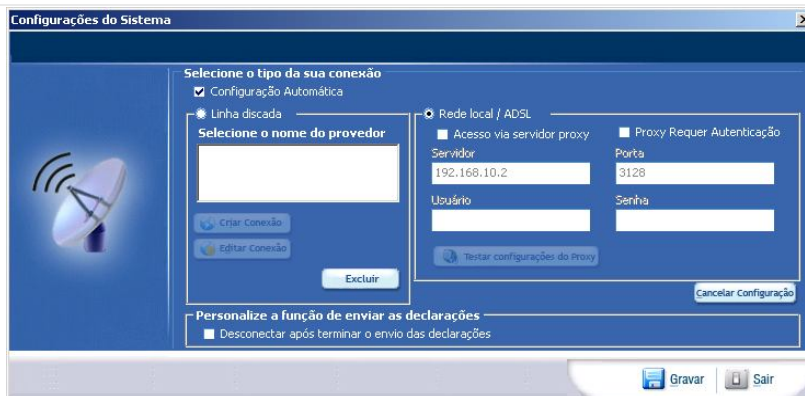 Configurações do Sistema
Selecione o tipo da sua conexão
Configuração Automática
Linha discada
Selecione o nome do provedor
Criar Conexão
Editar Conexão
Excluir
Rede local / ADSL
Acesso via servidor proxy
Proxy Requer Autenticação
Servidor
Porta
192.168.10.2
3128
Usuário
Senha
Testar configurações do Proxy
Cancelar Configuração
Personalize a função de enviar as declarações
Desconectar após terminar o envio das declarações
Gravar
Sair